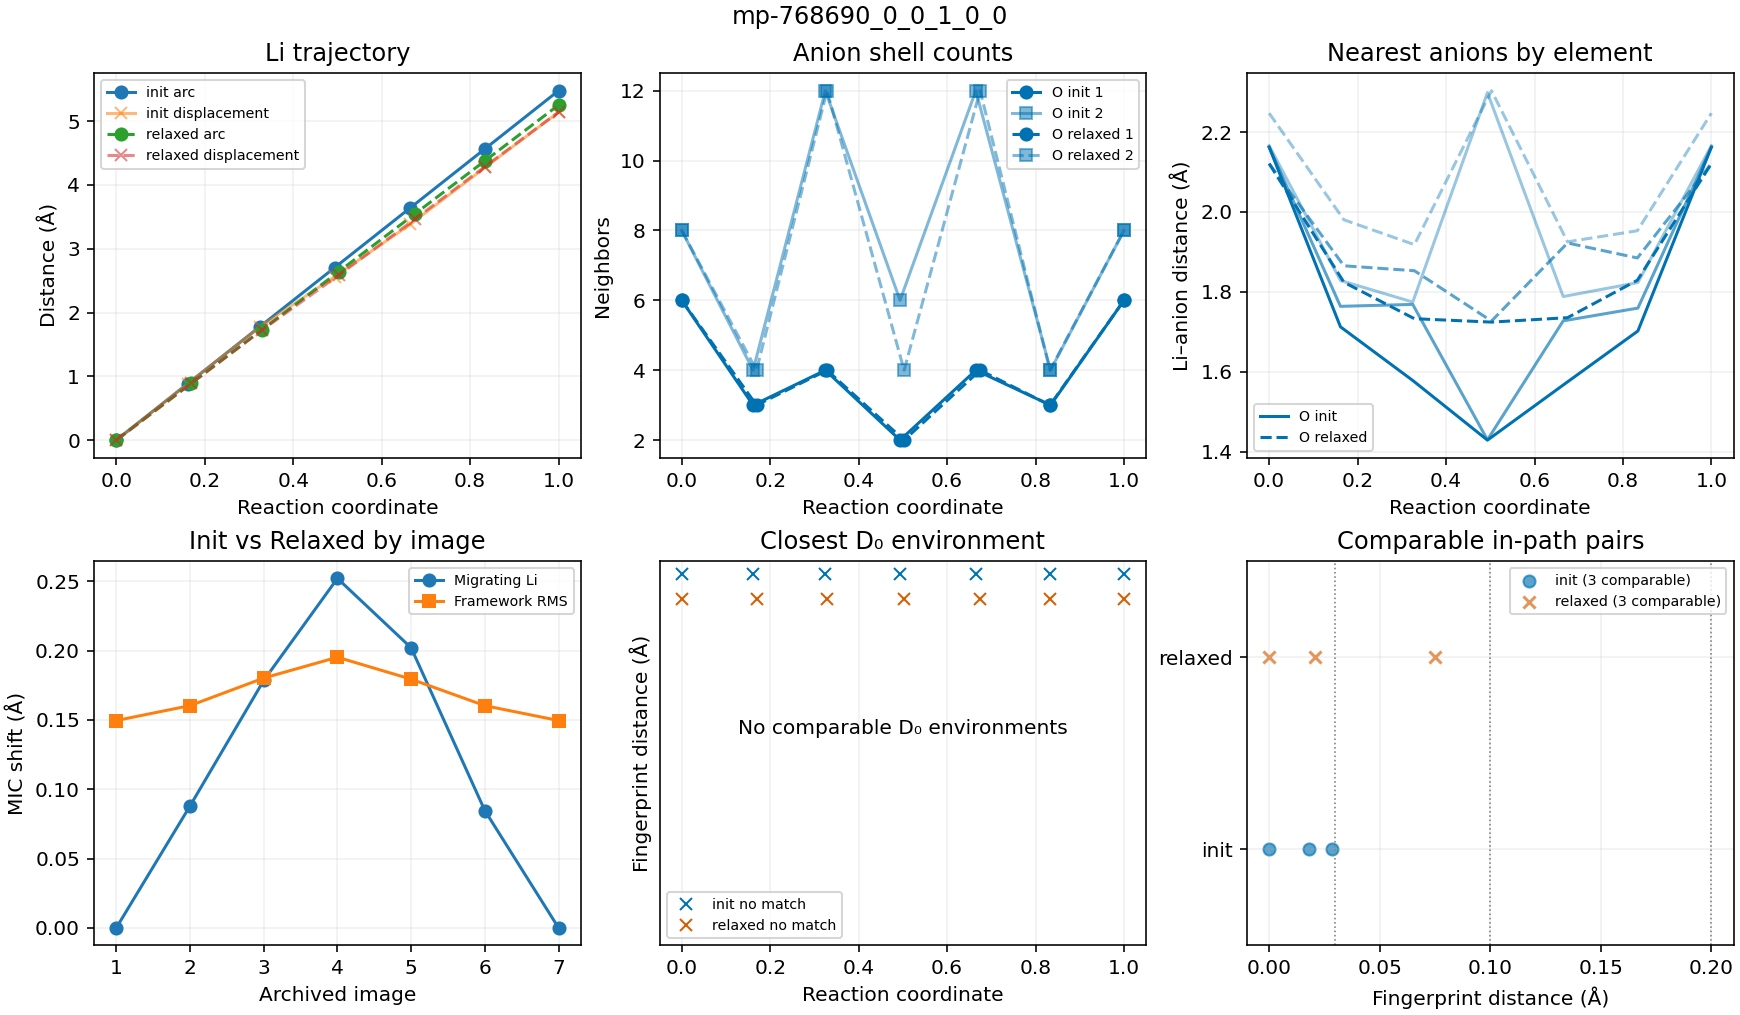 mp-768690_0_0_1_0_0
Li trajectory
init arc
init displacement
relaxed arc
relaxed displacement
Distance (Å)
5
4
3
2
1
0
0.0 0.2 0.4 0.6 0.8 1.0
Reaction coordinate
Anion shell counts
O init 1
O init 2
O relaxed 1
O relaxed 2
Neighbors
12
10
8
6
4
2
0.0 0.2 0.4 0.6 0.8 1.0
Reaction coordinate
Nearest anions by element
Li–anion distance (Å)
2.2
2.0
1.8
1.6
1.4
O init
O relaxed
0.0 0.2 0.4 0.6 0.8 1.0
Reaction coordinate
Init vs Relaxed by image
Migrating Li
Framework RMS
MIC shift (Å)
0.25
0.20
0.15
0.10
0.05
0.00
1 2 3 4 5 6 7
Archived image
Closest D₀ environment
Fingerprint distance (Å)
No comparable D₀ environments
init no match
relaxed no match
0.0 0.2 0.4 0.6 0.8 1.0
Reaction coordinate
Comparable in-path pairs
init (3 comparable)
relaxed (3 comparable)
relaxed
init
0.00 0.05 0.10 0.15 0.20
Fingerprint distance (Å)